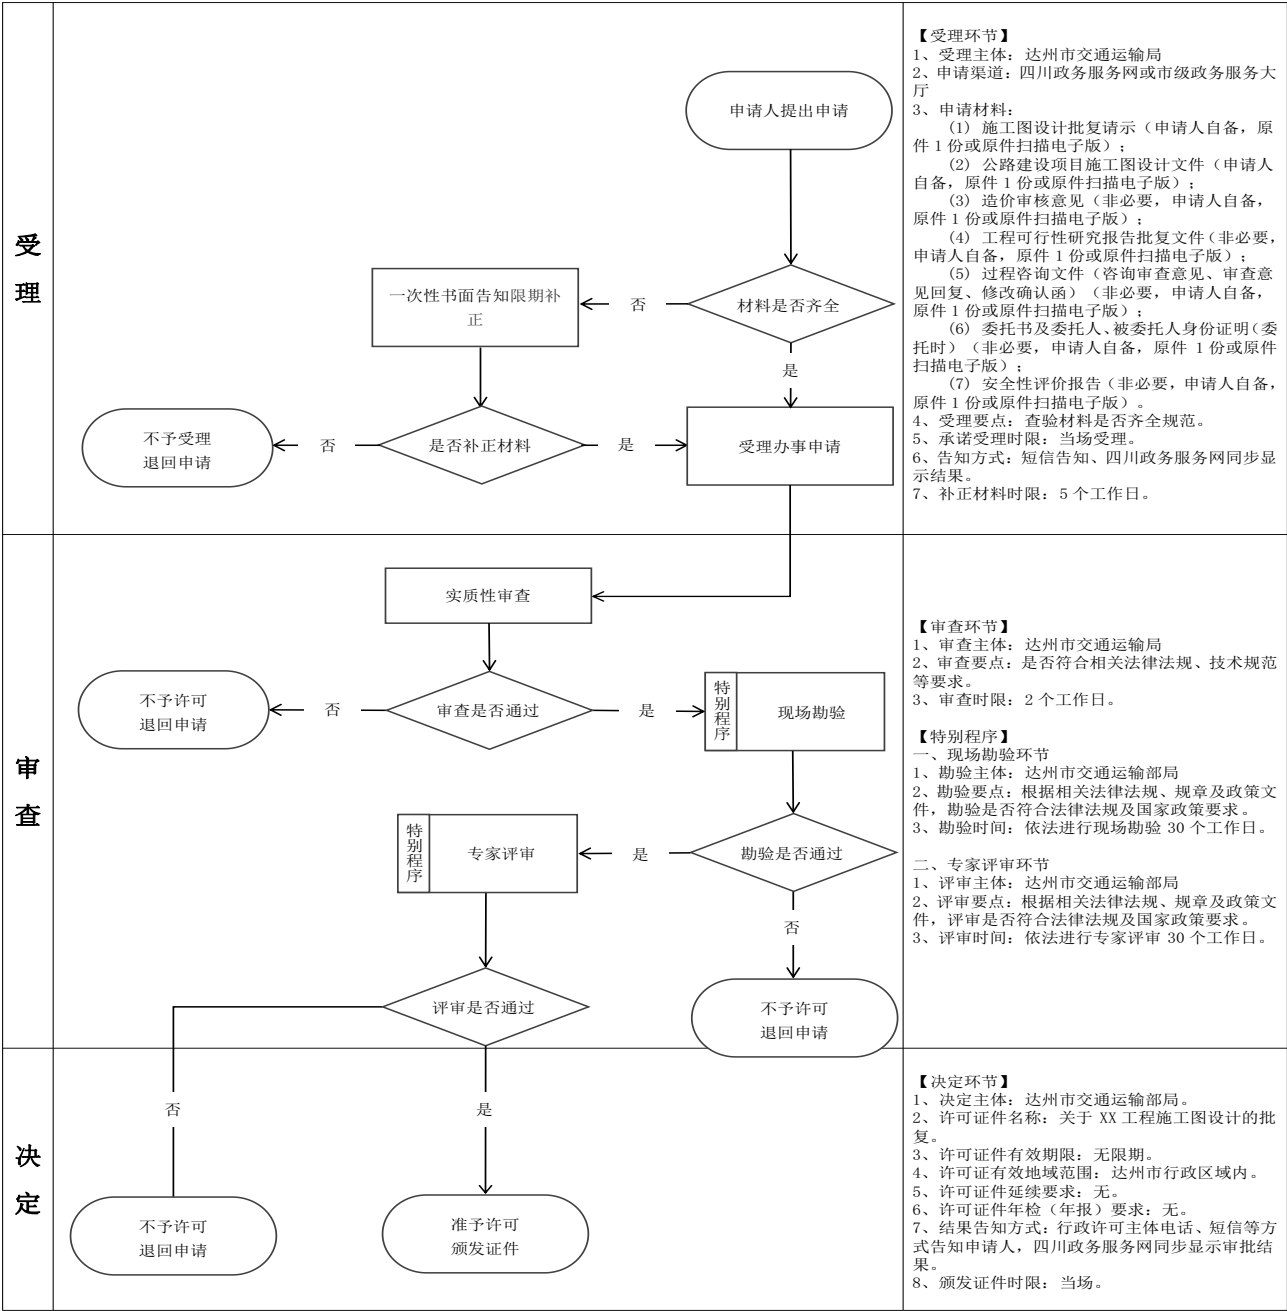 受
理
申请人提出申请
材料是否齐全
否
一次性书面告知限期补
正
是
是否补正材料
否
不予受理
退回申请
是
受理办事申请
【受理环节】
1、受理主体：达州市交通运输局
2、申请渠道：四川政务服务网或市级政务服务大
厅
3、申请材料：
（1）施工图设计批复请示（申请人自备，原
件1份或原件扫描电子版）；
（2）公路建设项目施工图设计文件（申请人
自备，原件1份或原件扫描电子版）；
（3）造价审核意见（非必要，申请人自备，
原件1份或原件扫描电子版）；
（4）工程可行性研究报告批复文件（非必要，
申请人自备，原件1份或原件扫描电子版）；
（5）过程咨询文件（咨询审查意见、审查意
见回复、修改确认函）（非必要，申请人自备，
原件1份或原件扫描电子版）；
（6）委托书及委托人、被委托人身份证明（委
托时）（非必要，申请人自备，原件 1份或原件
扫描电子版）；
（7）安全性评价报告（非必要，申请人自备，
原件1份或原件扫描电子版）。
4、受理要点：查验材料是否齐全规范。
5、承诺受理时限：当场受理。
6、告知方式：短信告知、四川政务服务网同步显
示结果。
7、补正材料时限：5个工作日。
审
查
实质性审查
审查是否通过
否
不予许可
退回申请
是
特别程序
现场勘验
勘验是否通过
是
特别程序
专家评审
否
不予许可
退回申请
评审是否通过
【审查环节】
1、审查主体：达州市交通运输局
2、审查要点：是否符合相关法律法规、技术规范
等要求。
3、审查时限：2个工作日。
【特别程序】
一、现场勘验环节
1、勘验主体：达州市交通运输部局
2、勘验要点：根据相关法律法规、规章及政策文
件，勘验是否符合法律法规及国家政策要求。
3、勘验时间：依法进行现场勘验30个工作日。
二、专家评审环节
1、评审主体：达州市交通运输部局
2、评审要点：根据相关法律法规、规章及政策文
件，评审是否符合法律法规及国家政策要求。
3、评审时间：依法进行专家评审30个工作日。
决
定
否
不予许可
退回申请
是
准予许可
颁发证件
【决定环节】
1、决定主体：达州市交通运输部局。
2、许可证件名称：关于 XX 工程施工图设计的批
复。
3、许可证件有效期限：无限期。
4、许可证有效地域范围：达州市行政区域内。
5、许可证件延续要求：无。
6、许可证件年检（年报）要求：无。
7、结果告知方式：行政许可主体电话、短信等方
式告知申请人，四川政务服务网同步显示审批结
果。
8、颁发证件时限：当场。